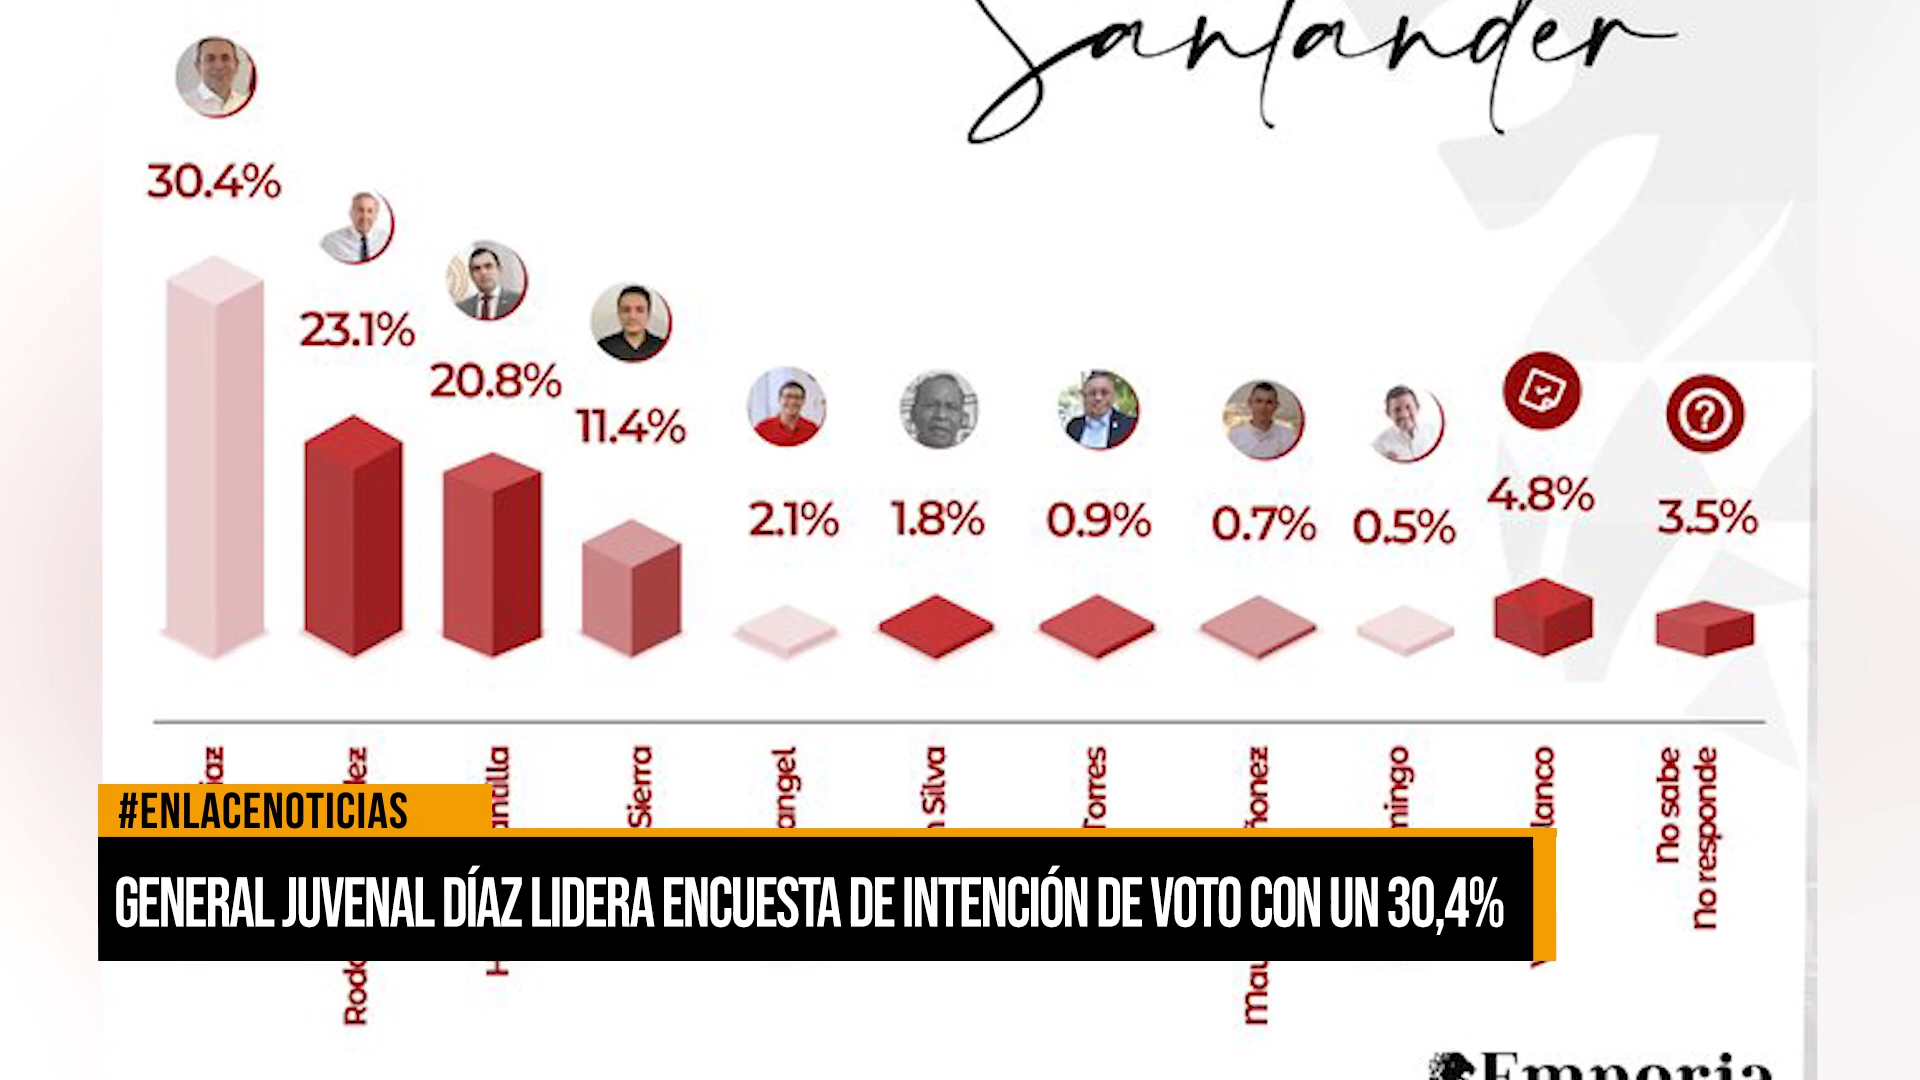 Santander
30.4%
23.1%
20.8%
11.4%
2.1%
1.8%
0.9%
0.7%
0.5%
4.8%
3.5%
Sierra
Silva
No sabe
No responde
#ENLACENOTICIAS
GENERAL JUVENAL DÍAZ LIDERA ENCUESTA DE INTENCIÓN DE VOTO CON UN 30,4%
Emporia